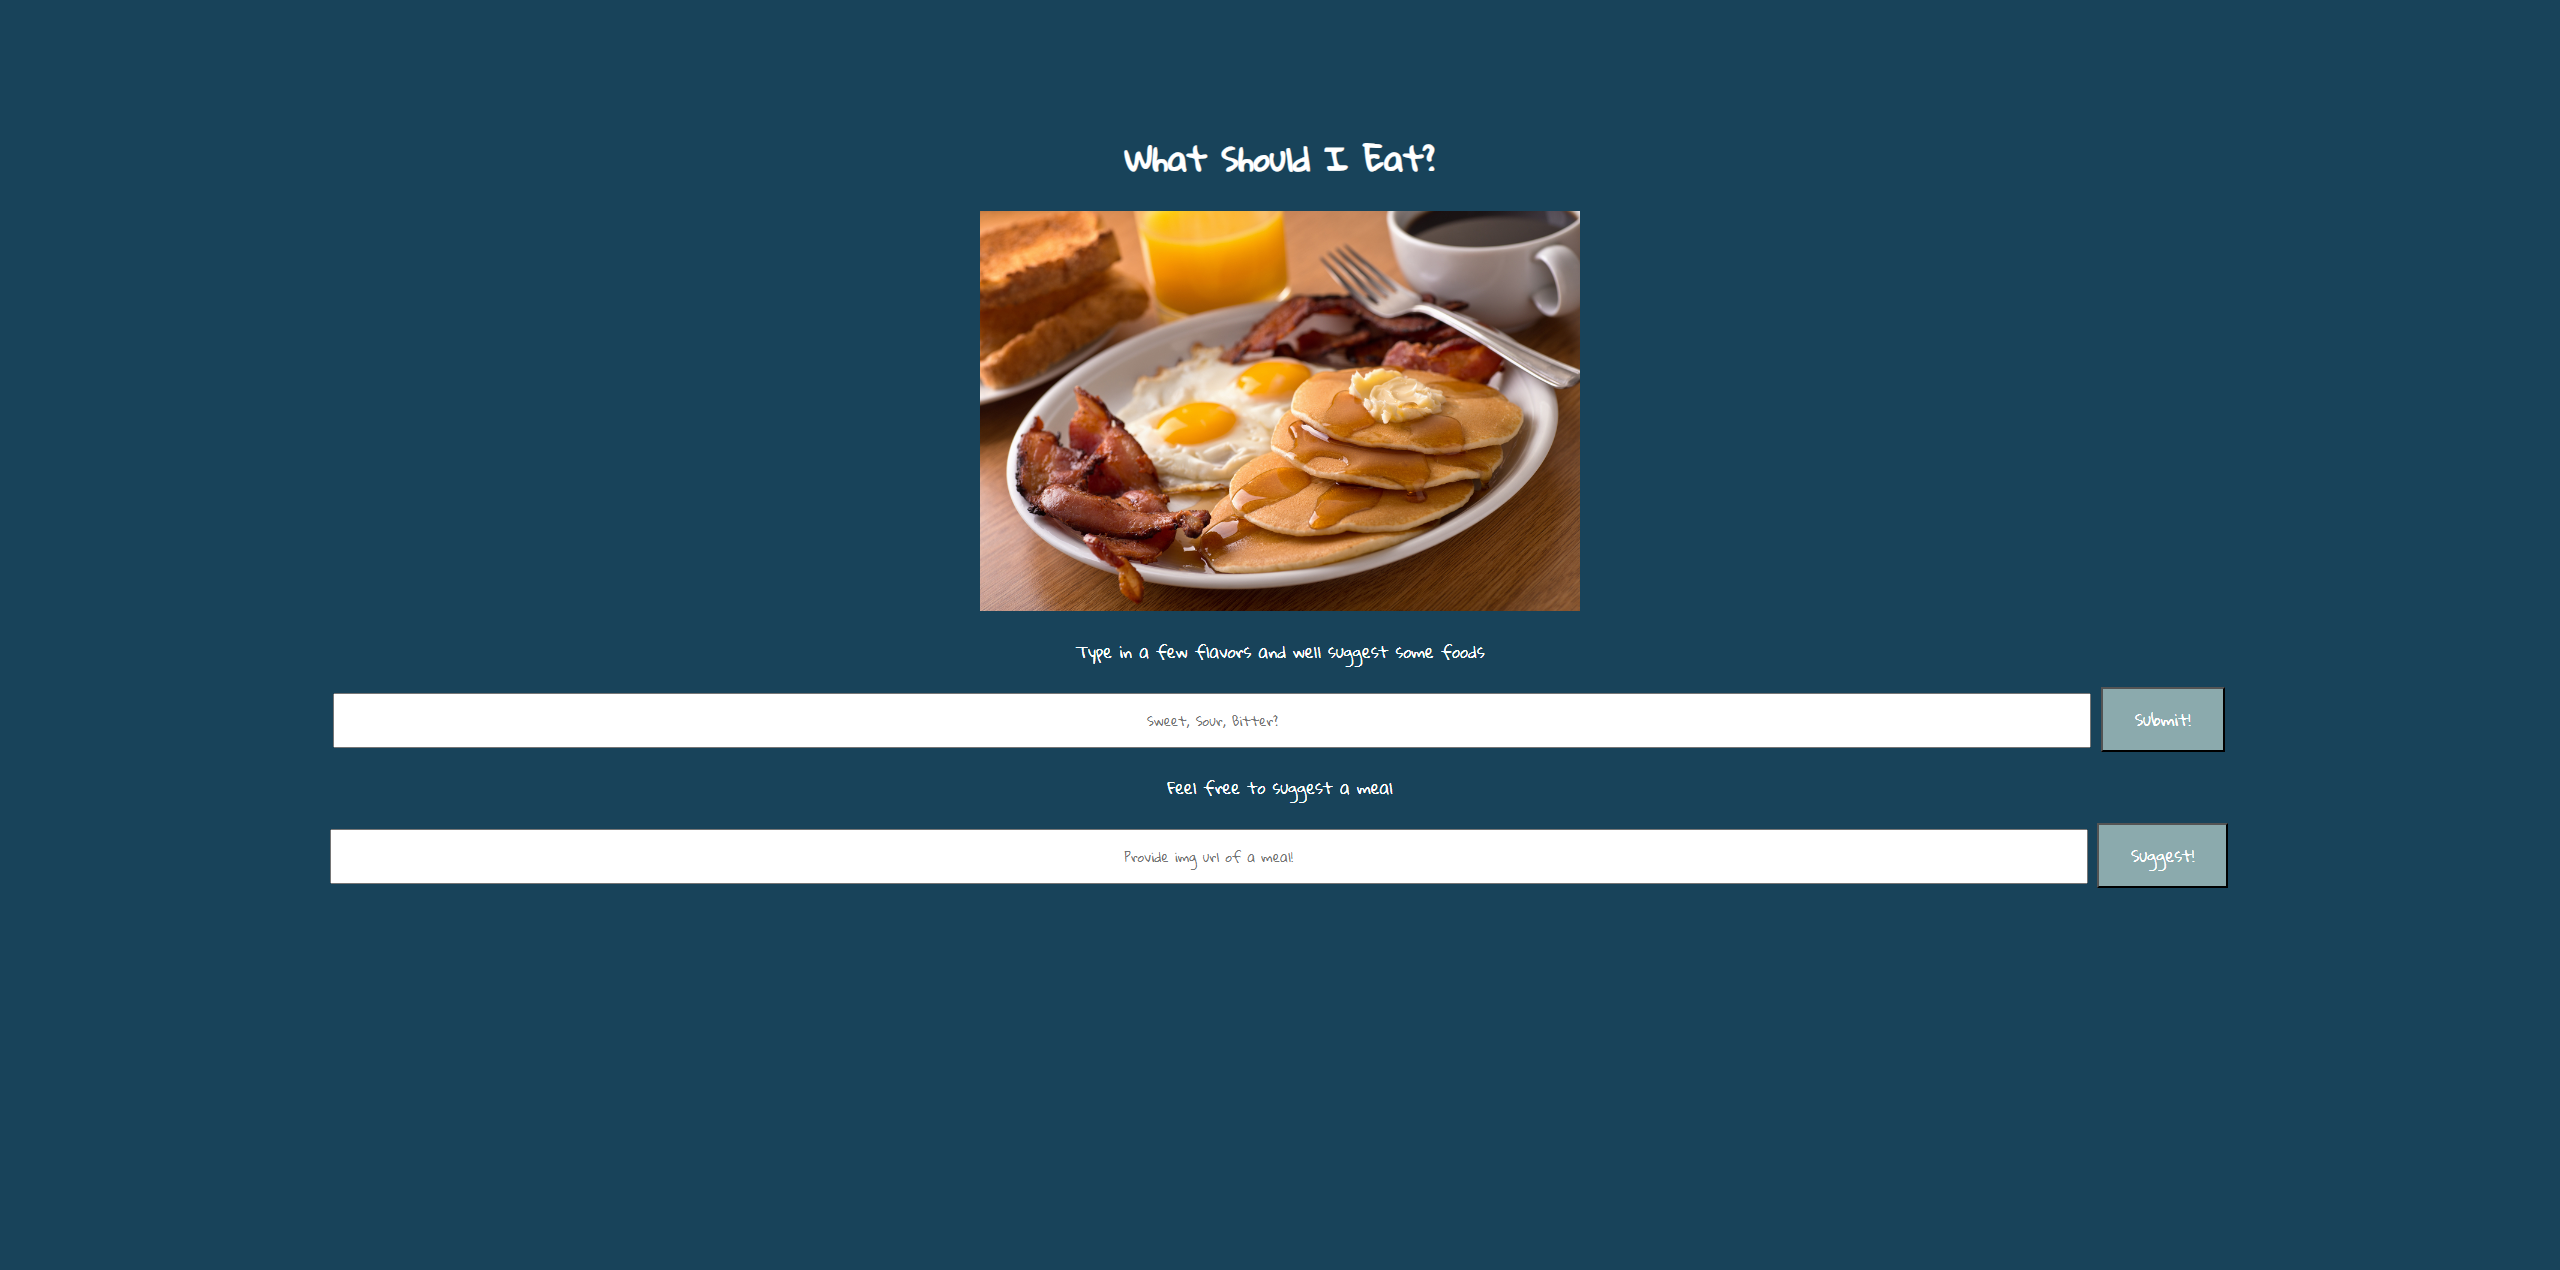 What Should I Eat?
Type in a few flavors and well suggest some foods
Sweet, Sour, Bitter?
Submit!
Feel free to suggest a meal
Provide img url of a meal!
Suggest!